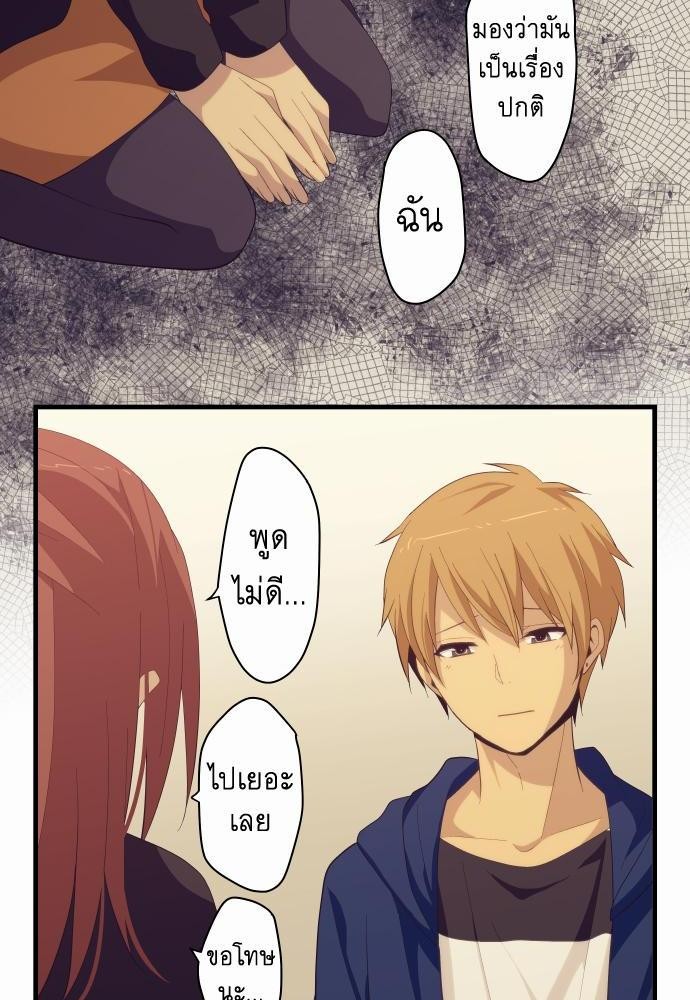 มองว่ามัน
เป็นเรื่อง
ปกติ
ฉัน
พูด
ไม่ดี...
ไปเยอะ
เลย
ขอโทษ
นะ...